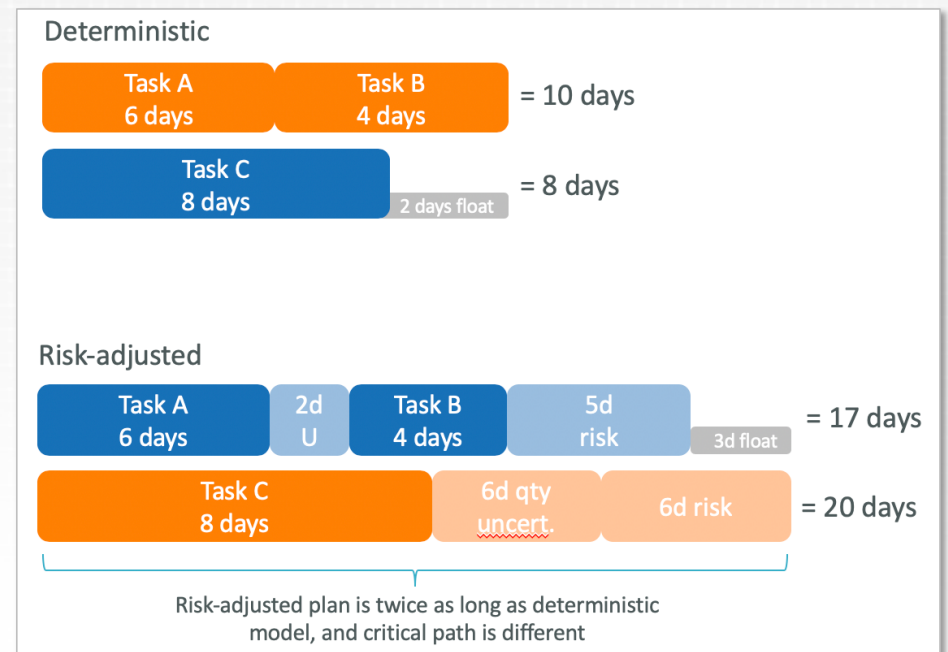 Deterministic
Task A
6 days
Task B
4 days
= 10 days
Task C
8 days
2 days float
= 8 days
Risk-adjusted
Task A
6 days
2d
U
Task B
4 days
5d
risk
3d float
= 17 days
Task C
8 days
6d qty
uncert.
6d risk
= 20 days
Risk-adjusted plan is twice as long as deterministic
model, and critical path is different